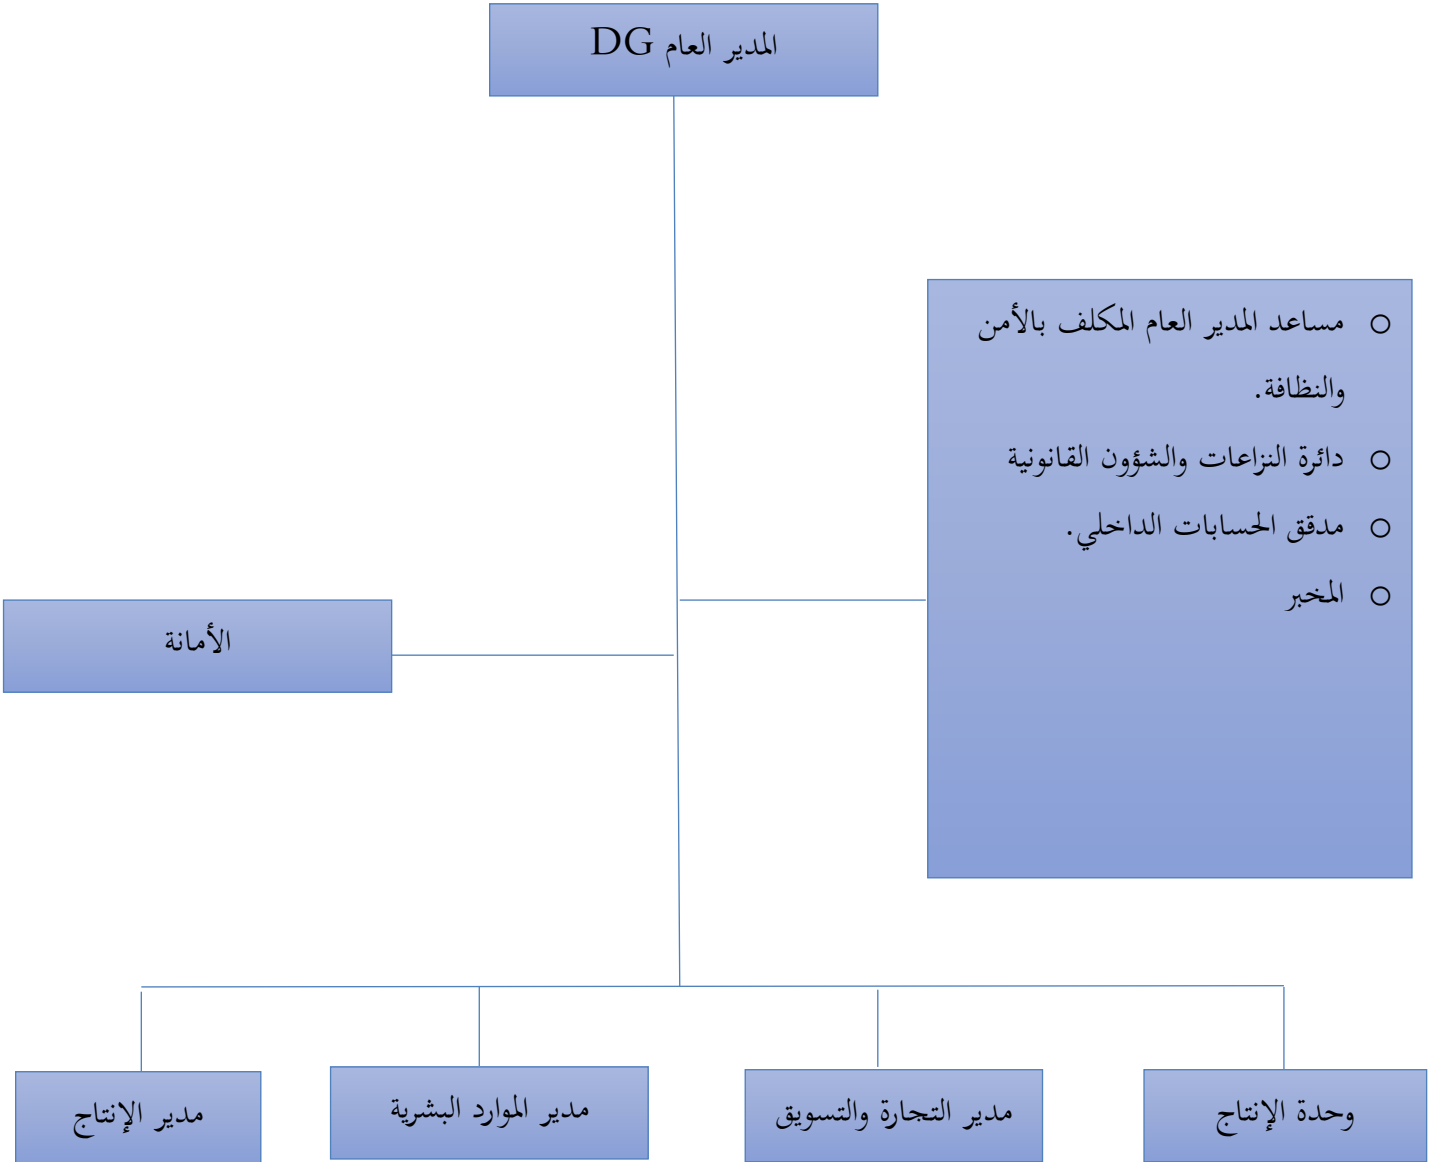 المدير العام DG
○ مساعد المدير العام المكلف بالأمن
والنظافة.
○ دائرة النزاعات والشؤون القانونية
○ مدقق الحسابات الداخلي.
○ المخبر
الأمانة
وحدة الإنتاج
مدير التجارة والتسويق
مدير الموارد البشرية
مدير الإنتاج